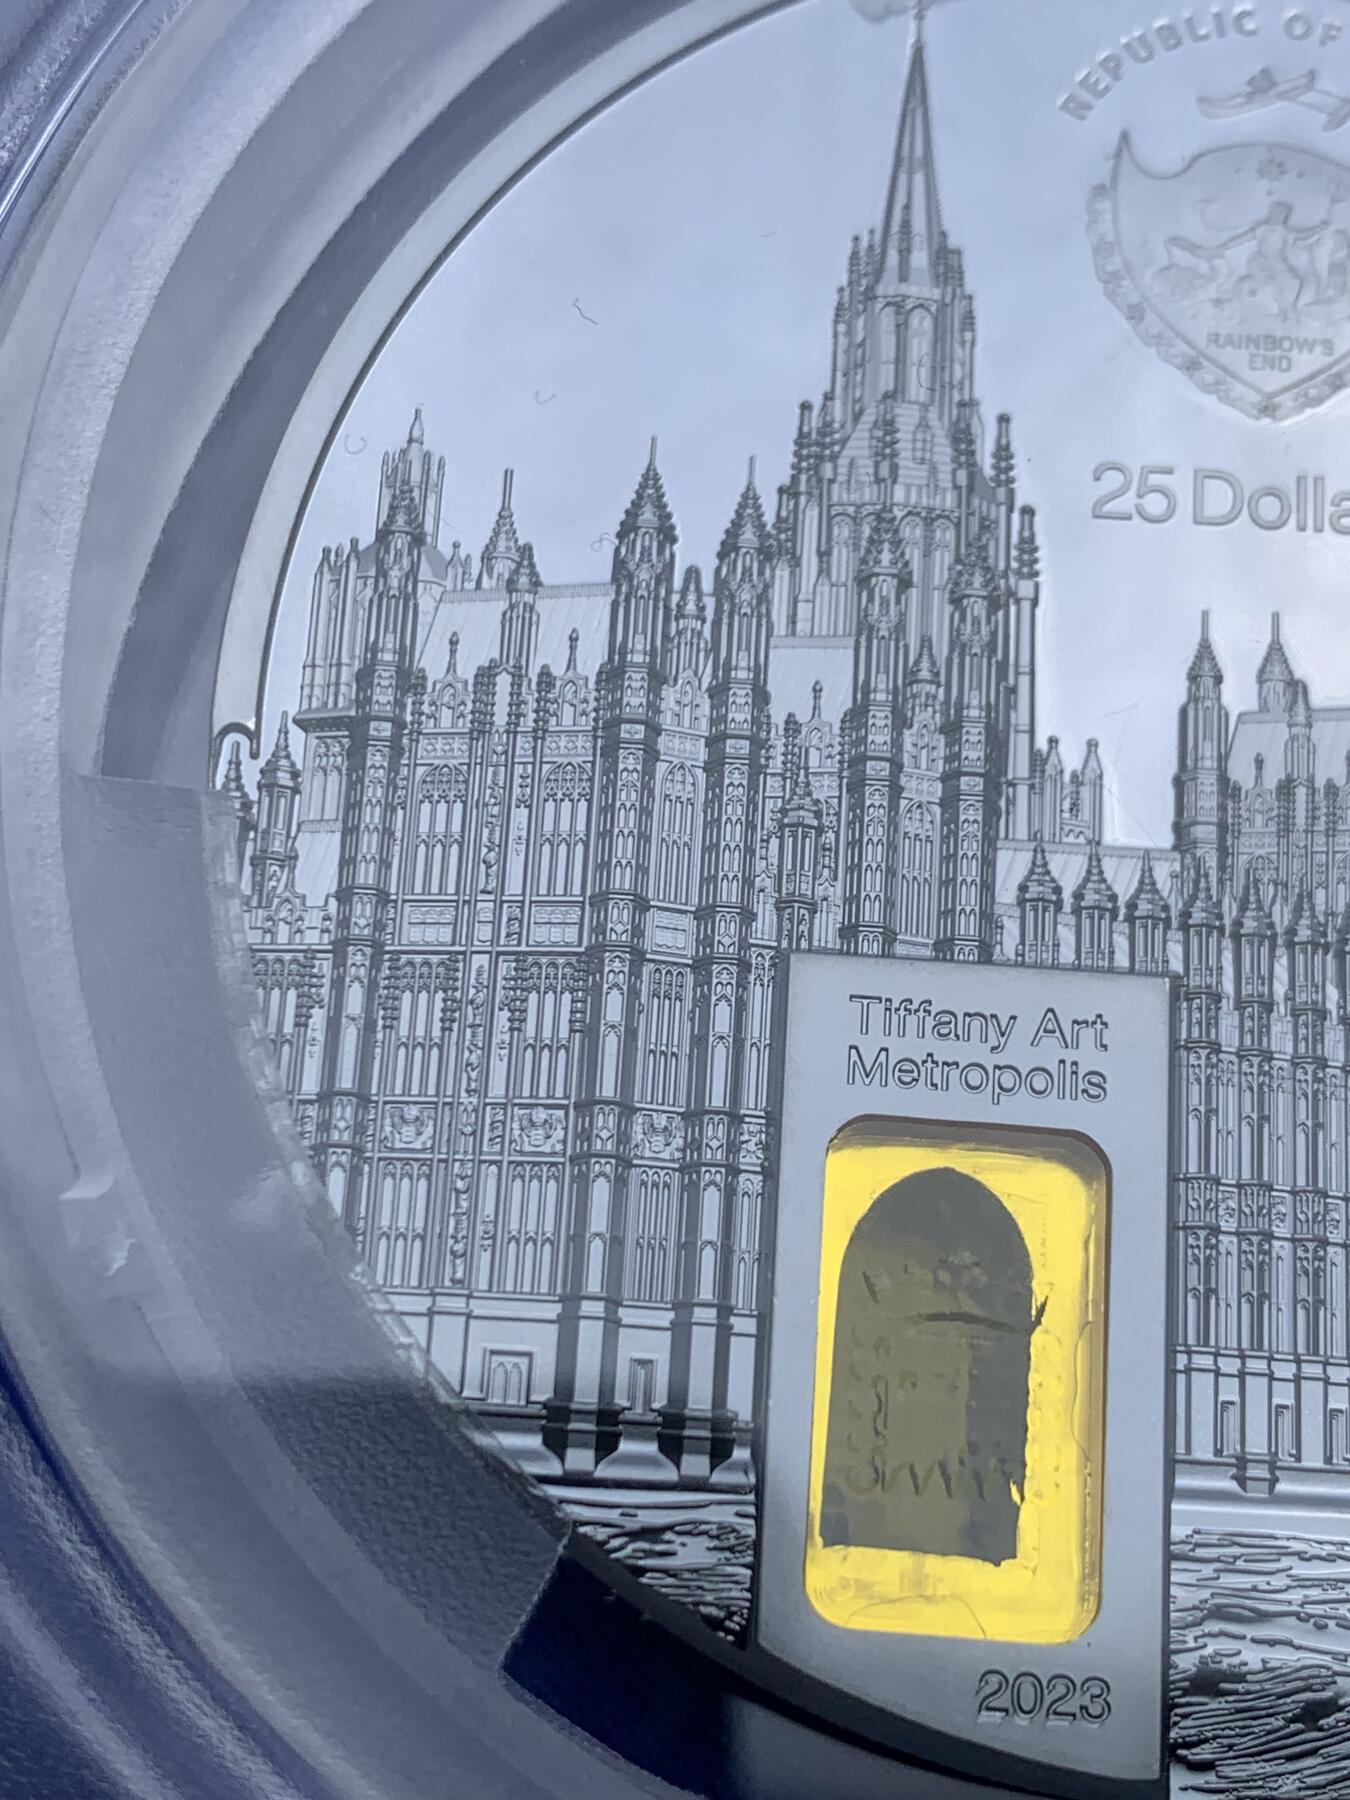 REPUBLIC OF
RAINBOW'S
END
25 Dolla
Tiffany Art
Metropolis
2023